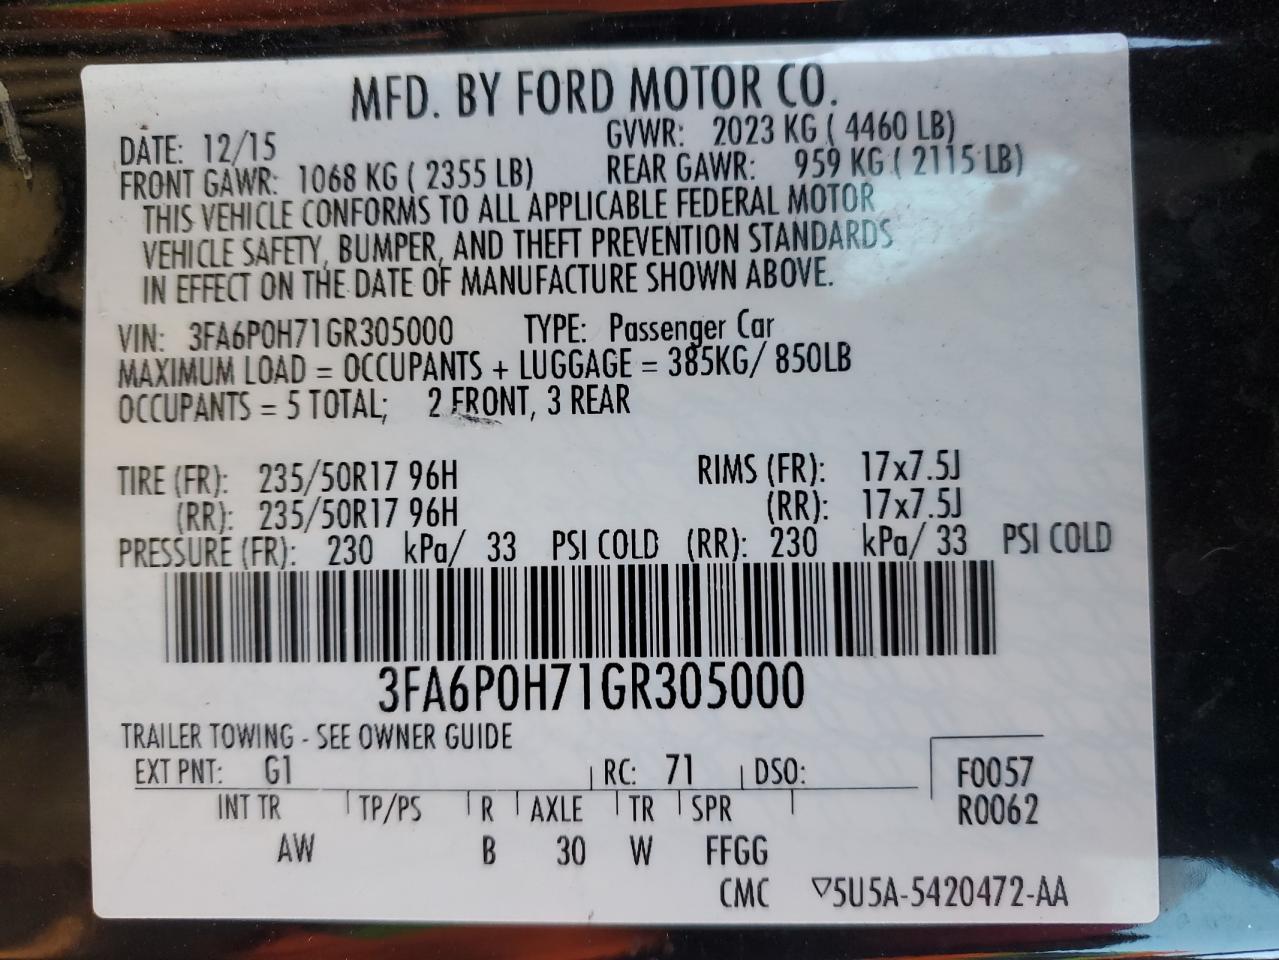 MFD. BY FORD MOTOR CO.
DATE: 12/15 GVWR: 2023 KG ( 4460 LB)
FRONT GAWR: 1068 KG ( 2355 LB) REAR GAWR: 959 KG ( 2115 LB)
THIS VEHICLE CONFORMS TO ALL APPLICABLE FEDERAL MOTOR
VEHICLE SAFETY, BUMPER, AND THEFT PREVENTION STANDARDS
IN EFFECT ON THE DATE OF MANUFACTURE SHOWN ABOVE.
VIN: 3FA6P0H71GR305000 TYPE: Passenger Car
MAXIMUM LOAD = OCCUPANTS + LUGGAGE = 385KG/ 850LB
OCCUPANTS = 5 TOTAL; 2 FRONT, 3 REAR
TIRE (FR): 235/50R17 96H RIMS (FR): 17x7.5J
(RR): 235/50R17 96H (RR): 17x7.5J
PRESSURE (FR): 230 kPa/ 33 PSI COLD (RR): 230 kPa/ 33 PSI COLD
3FA6P0H71GR305000
TRAILER TOWING - SEE OWNER GUIDE
EXT PNT: G1 RC: 71 DSO: F0057
INT TR TP/PS R AXLE TR SPR R0062
AW B 30 W FFGG
CMC ▽5U5A-5420472-AA